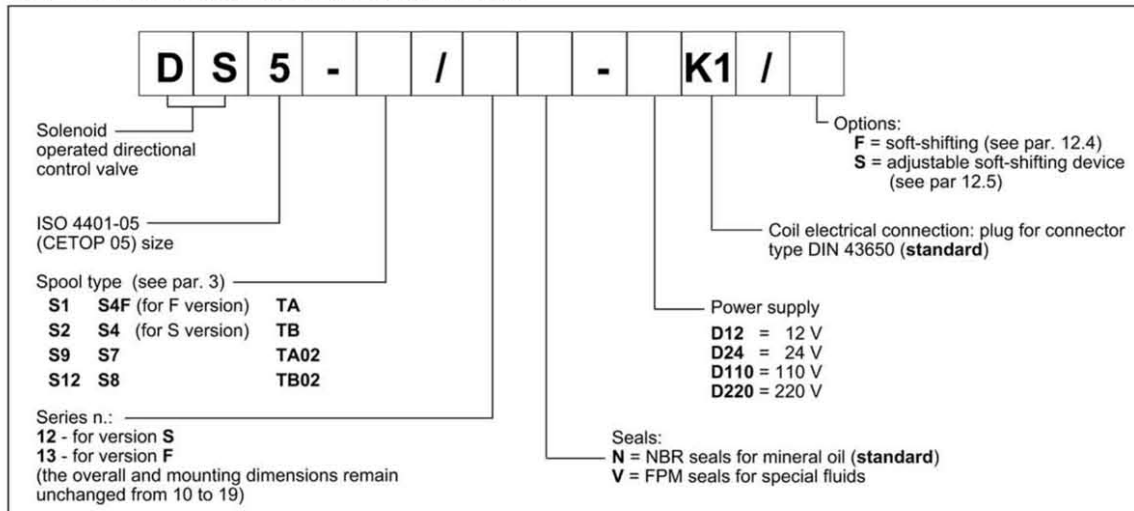 D S 5 - / - K1 /
Solenoid
operated directional
control valve
ISO 4401-05
(CETOP 05) size
Spool type (see par. 3)
S1 S4F (for F version) TA
S2 S4 (for S version) TB
S9 S7 TA02
S12 S8 TB02
Series n.:
12 - for version S
13 - for version F
(the overall and mounting dimensions remain
unchanged from 10 to 19)
Options:
F = soft-shifting (see par. 12.4)
S = adjustable soft-shifting device
(see par 12.5)
Coil electrical connection: plug for connector
type DIN 43650 (standard)
Power supply
D12 = 12 V
D24 = 24 V
D110 = 110 V
D220 = 220 V
Seals:
N = NBR seals for mineral oil (standard)
V = FPM seals for special fluids